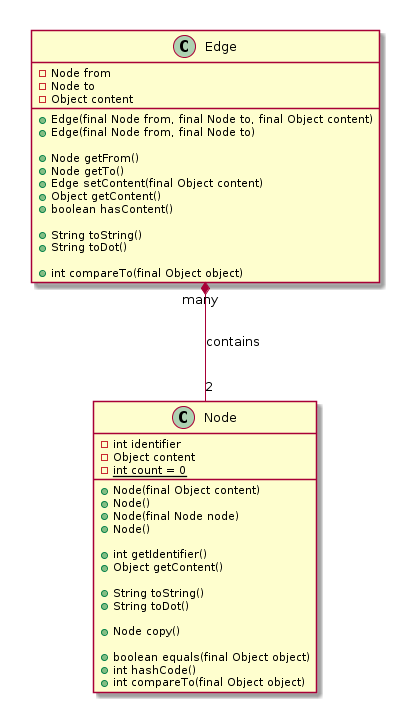 C Edge
Node from
Node to
Object content
Edge(final Node from, final Node to, final Object content)
Edge(final Node from, final Node to)
Node getFrom()
Node getTo()
Edge setContent(final Object content)
Object getContent()
boolean hasContent()
String toString()
String toDot()
int compareTo(final Object object)
many
contains
2
C Node
int identifier
Object content
int count = 0
Node(final Object content)
Node()
Node(final Node node)
Node()
int getIdentifier()
Object getContent()
String toString()
String toDot()
Node copy()
boolean equals(final Object object)
int hashCode()
int compareTo(final Object object)